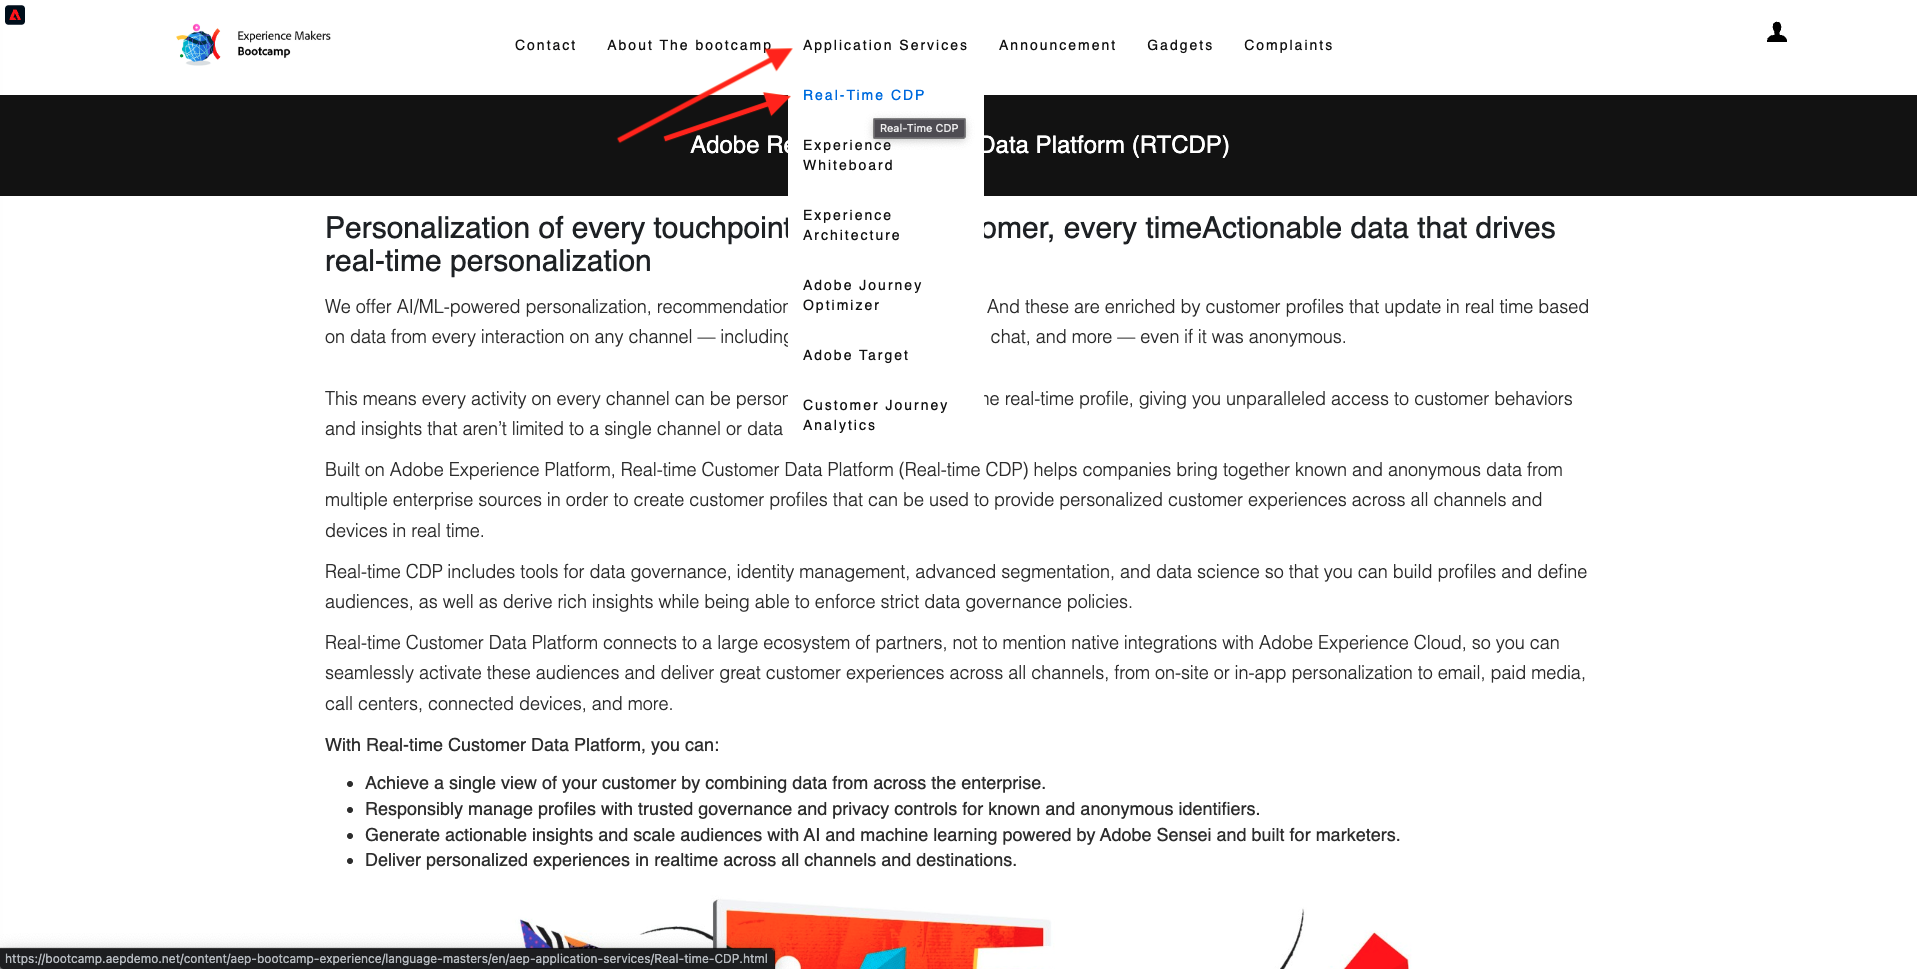 Experience Makers
Bootcamp
Contact About The bootcamp Application Services Announcement Gadgets Complaints
Real-Time CDP
Real-Time CDP
Experience
Whiteboard
Experience
Architecture
Adobe Journey
Optimizer
Adobe Target
Customer Journey
Analytics
Adobe Re Data Platform (RTCDP)
Personalization of every touchpoint omer, every timeActionable data that drives
real-time personalization
We offer AI/ML-powered personalization, recommendation And these are enriched by customer profiles that update in real time based
on data from every interaction on any channel — including chat, and more — even if it was anonymous.
This means every activity on every channel can be person e real-time profile, giving you unparalleled access to customer behaviors
and insights that aren’t limited to a single channel or data
Built on Adobe Experience Platform, Real-time Customer Data Platform (Real-time CDP) helps companies bring together known and anonymous data from
multiple enterprise sources in order to create customer profiles that can be used to provide personalized customer experiences across all channels and
devices in real time.
Real-time CDP includes tools for data governance, identity management, advanced segmentation, and data science so that you can build profiles and define
audiences, as well as derive rich insights while being able to enforce strict data governance policies.
Real-time Customer Data Platform connects to a large ecosystem of partners, not to mention native integrations with Adobe Experience Cloud, so you can
seamlessly activate these audiences and deliver great customer experiences across all channels, from on-site or in-app personalization to email, paid media,
call centers, connected devices, and more.
With Real-time Customer Data Platform, you can:
• Achieve a single view of your customer by combining data from across the enterprise.
• Responsibly manage profiles with trusted governance and privacy controls for known and anonymous identifiers.
• Generate actionable insights and scale audiences with AI and machine learning powered by Adobe Sensei and built for marketers.
• Deliver personalized experiences in realtime across all channels and destinations.
https://bootcamp.aepdemo.net/content/aep-bootcamp-experience/language-masters/en/aep-application-services/Real-time-CDP.html